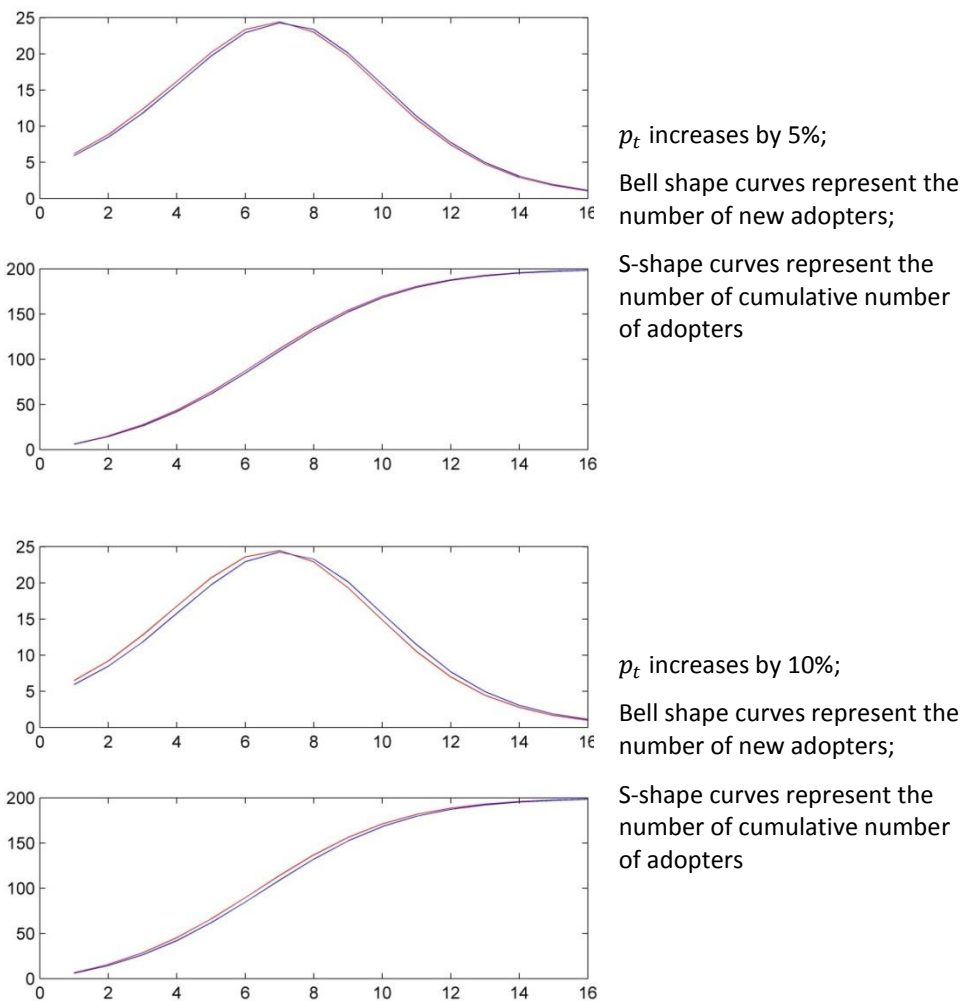 25
20
15
10
5
0
0 2 4 6 8 10 12 14 16
200
150
100
50
0
0 2 4 6 8 10 12 14 16
p_t increases by 5%;
Bell shape curves represent the
number of new adopters;
S-shape curves represent the
number of cumulative number
of adopters
25
20
15
10
5
0
0 2 4 6 8 10 12 14 16
200
150
100
50
0
0 2 4 6 8 10 12 14 16
p_t increases by 10%;
Bell shape curves represent the
number of new adopters;
S-shape curves represent the
number of cumulative number
of adopters